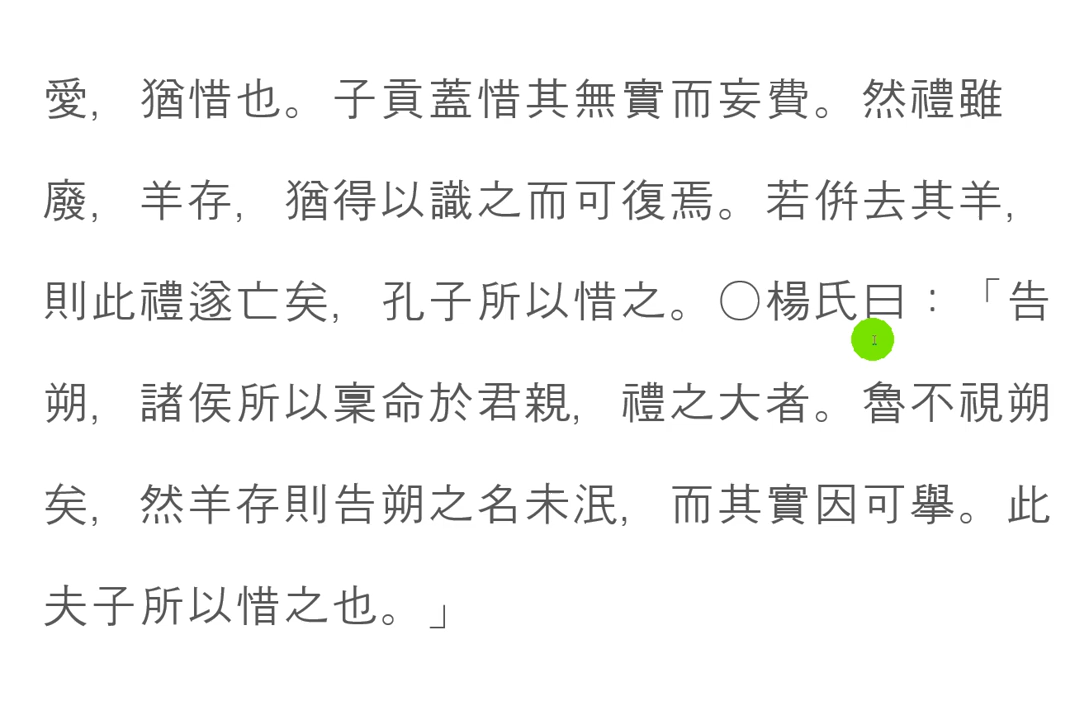 愛，猶惜也。子貢蓋惜其無實而妄費。然禮雖
廢，羊存，猶得以識之而可復焉。若併去其羊，
則此禮遂亡矣，孔子所以惜之。〇楊氏曰：「告
朔，諸侯所以稟命於君親，禮之大者。魯不視朔
矣，然羊存則告朔之名未泯，而其實因可舉。此
夫子所以惜之也。」